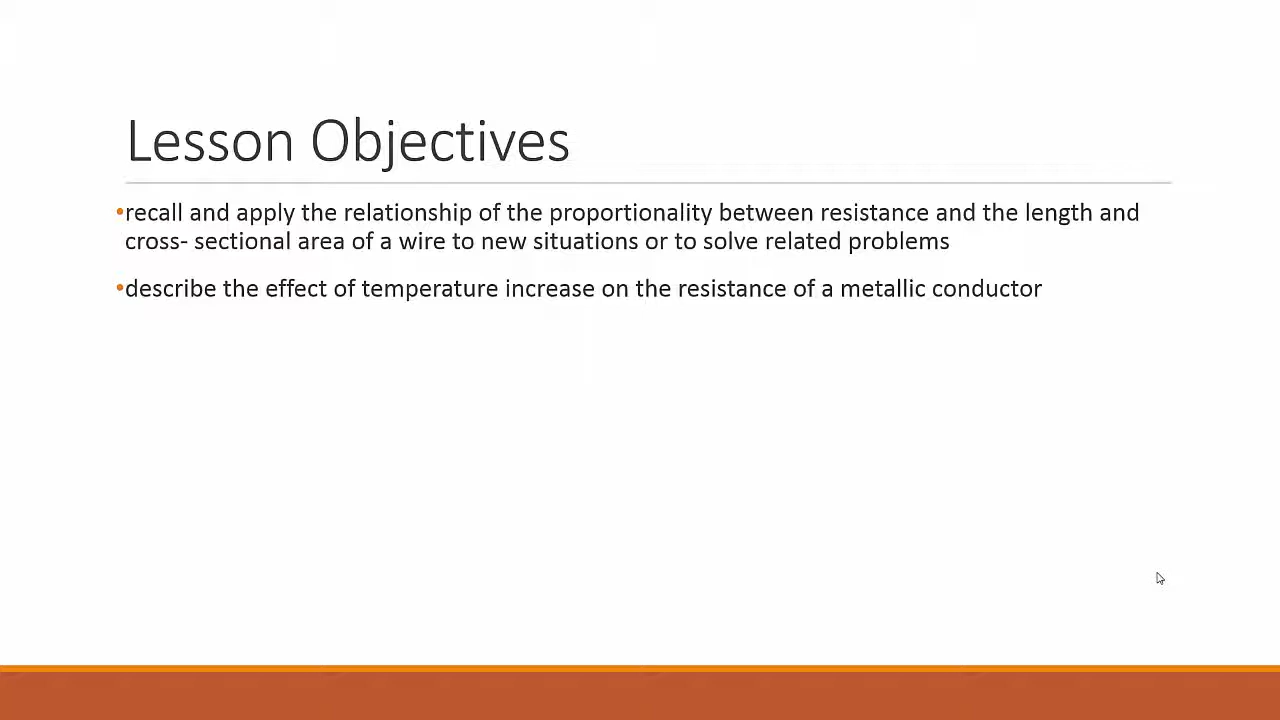 Lesson Objectives
•recall and apply the relationship of the proportionality between resistance and the length and
cross- sectional area of a wire to new situations or to solve related problems
•describe the effect of temperature increase on the resistance of a metallic conductor